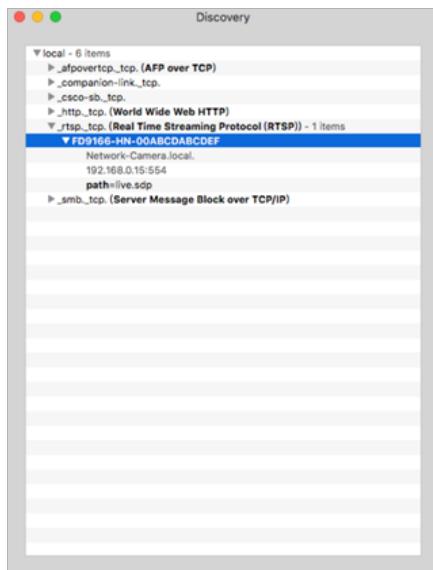 Discovery
local - 6 items
_afpovertcp._tcp. (AFP over TCP)
_companion-link._tcp.
_csco-sb._tcp.
_http._tcp. (World Wide Web HTTP)
_rtsp._tcp. (Real Time Streaming Protocol (RTSP)) - 1 items
FD9166-HN-00ABCDABCDEF
Network-Camera.local.
192.168.0.15:554
path=live.sdp
_smb._tcp. (Server Message Block over TCP/IP)